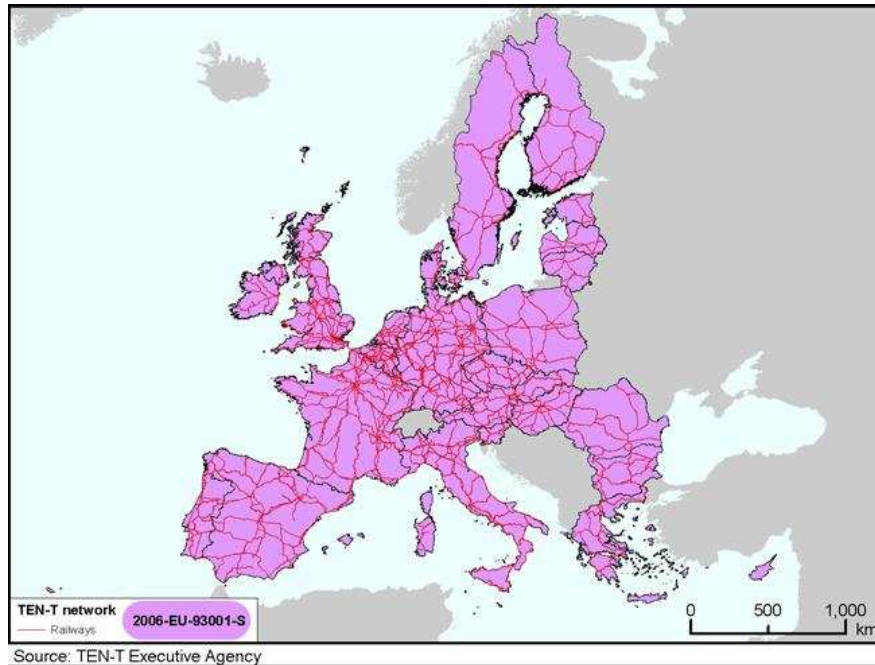 TEN-T network
Railways
2006-EU-93001-S
0 500 1,000
km
Source: TEN-T Executive Agency